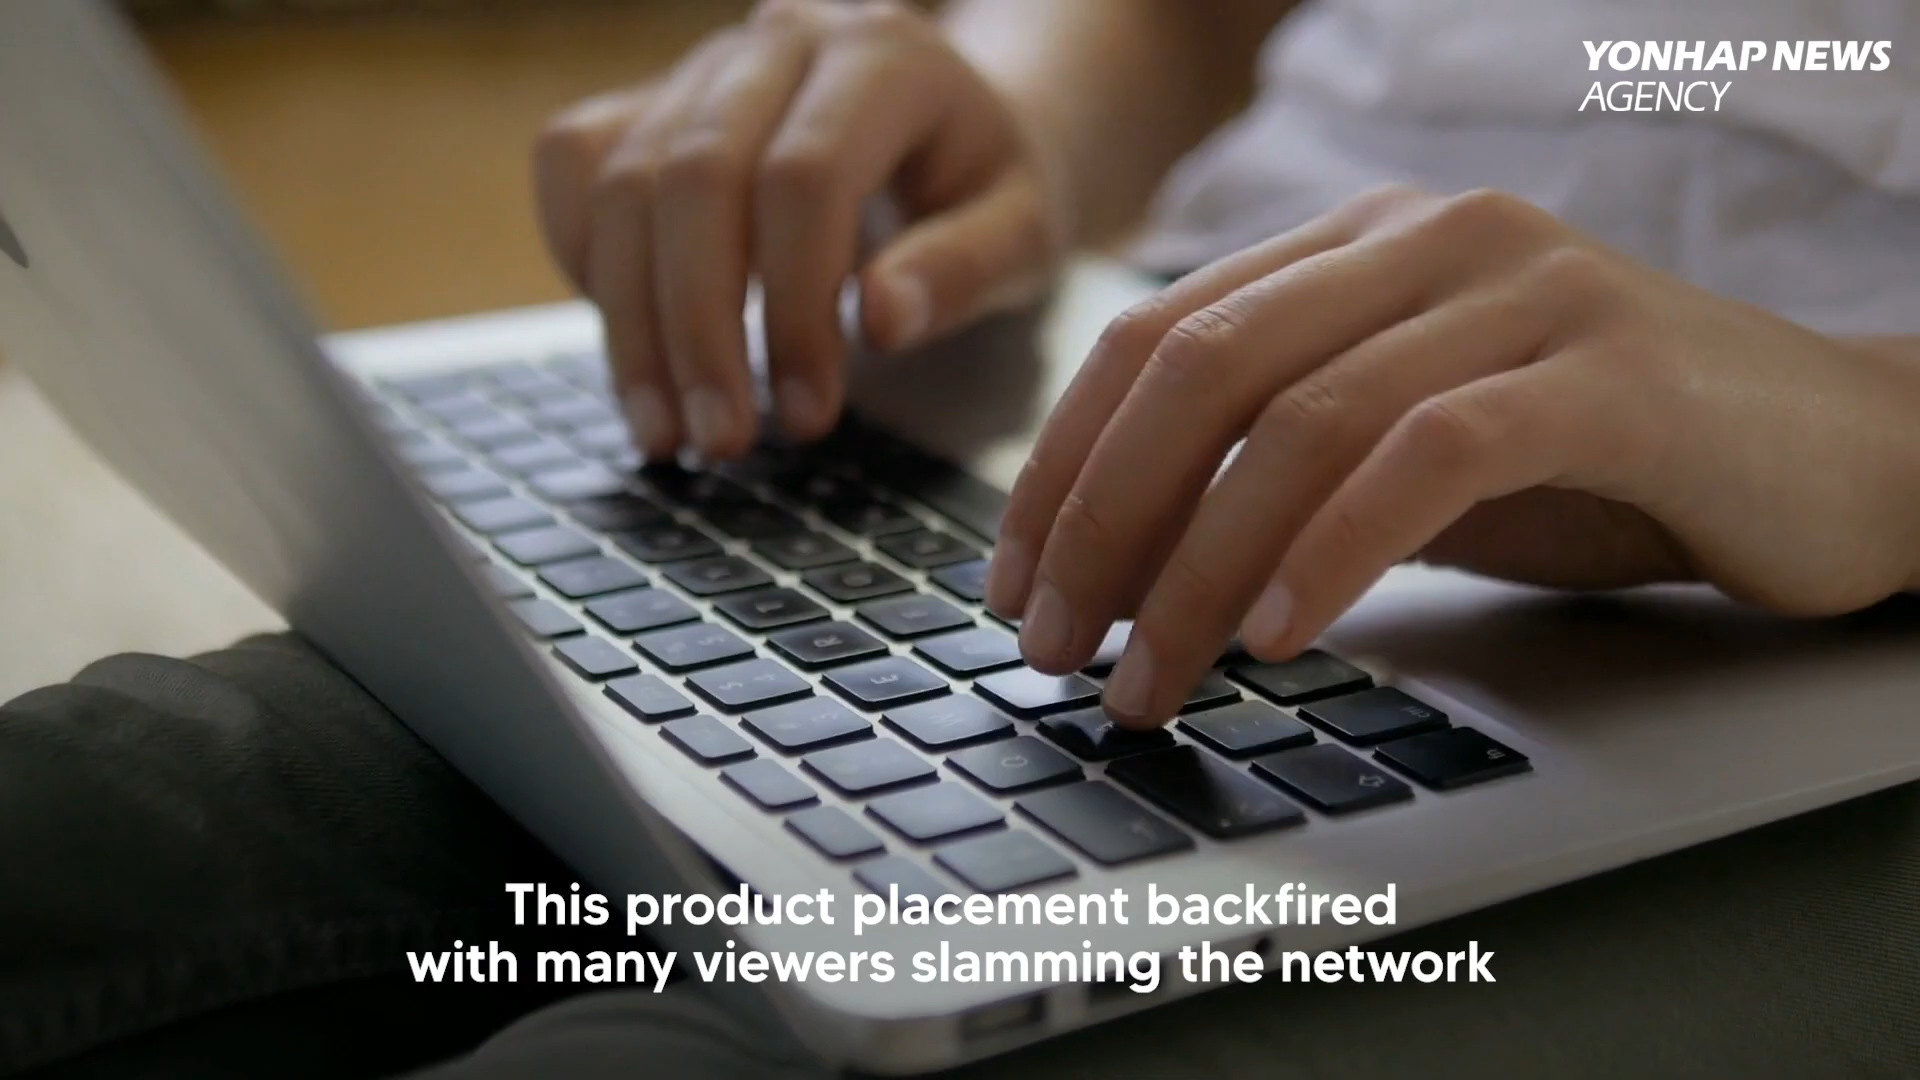 YONHAP NEWS
AGENCY
This product placement backfired
with many viewers slamming the network